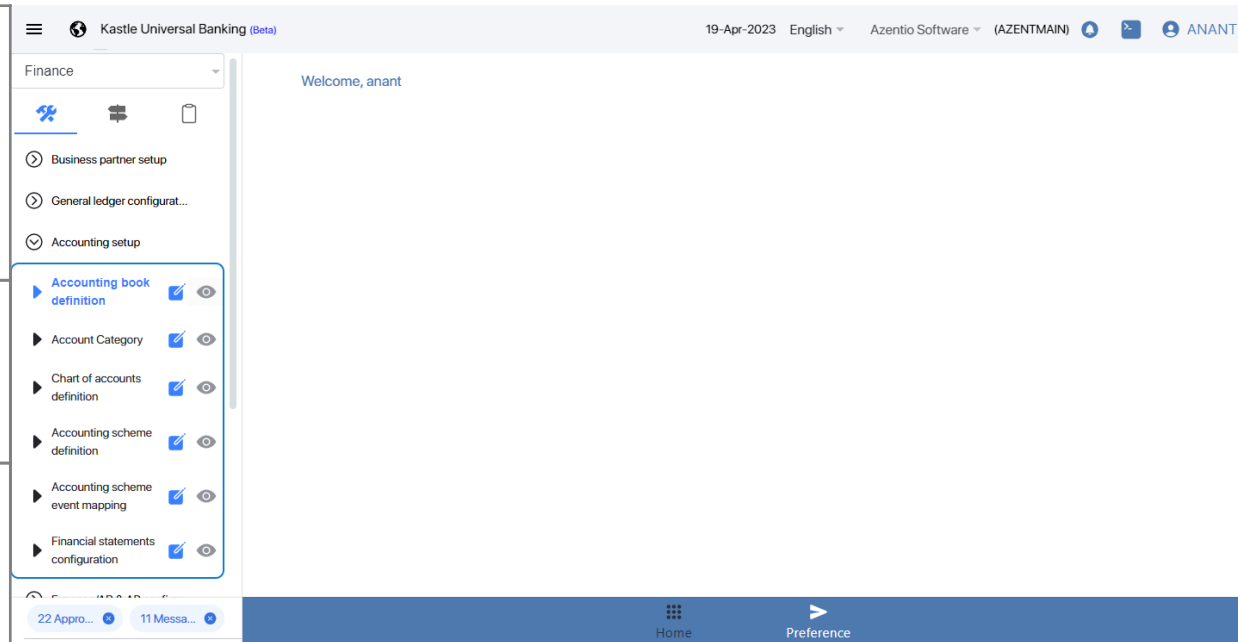 Kastle Universal Banking (Beta)
19-Apr-2023 English Azentio Software (AZENTMAIN) ANANT
Finance
Welcome, anant
Business partner setup
General ledger configurat...
Accounting setup
Accounting book
definition
Account Category
Chart of accounts
definition
Accounting scheme
definition
Accounting scheme
event mapping
Financial statements
configuration
22 Appro... 11 Messa...
Home Preference